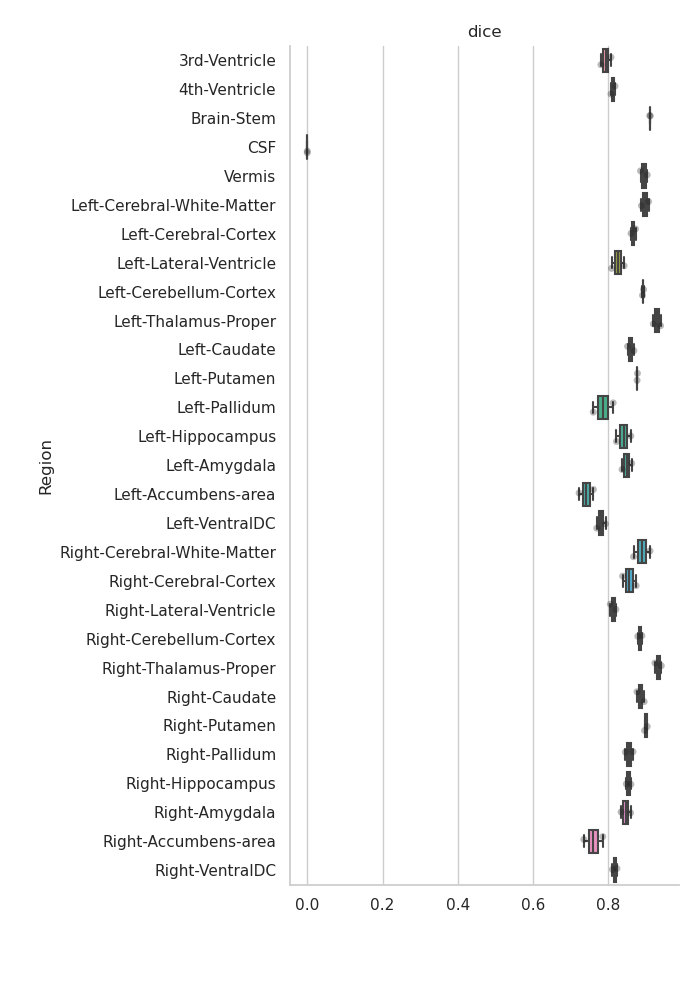 dice
3rd-Ventricle
4th-Ventricle
Brain-Stem
CSF
Vermis
Left-Cerebral-White-Matter
Left-Cerebral-Cortex
Left-Lateral-Ventricle
Left-Cerebellum-Cortex
Left-Thalamus-Proper
Left-Caudate
Left-Putamen
Left-Pallidum
Left-Hippocampus
Left-Amygdala
Left-Accumbens-area
Left-VentralDC
Right-Cerebral-White-Matter
Right-Cerebral-Cortex
Right-Lateral-Ventricle
Right-Cerebellum-Cortex
Right-Thalamus-Proper
Right-Caudate
Right-Putamen
Right-Pallidum
Right-Hippocampus
Right-Amygdala
Right-Accumbens-area
Right-VentralDC
Region
0.0 0.2 0.4 0.6 0.8